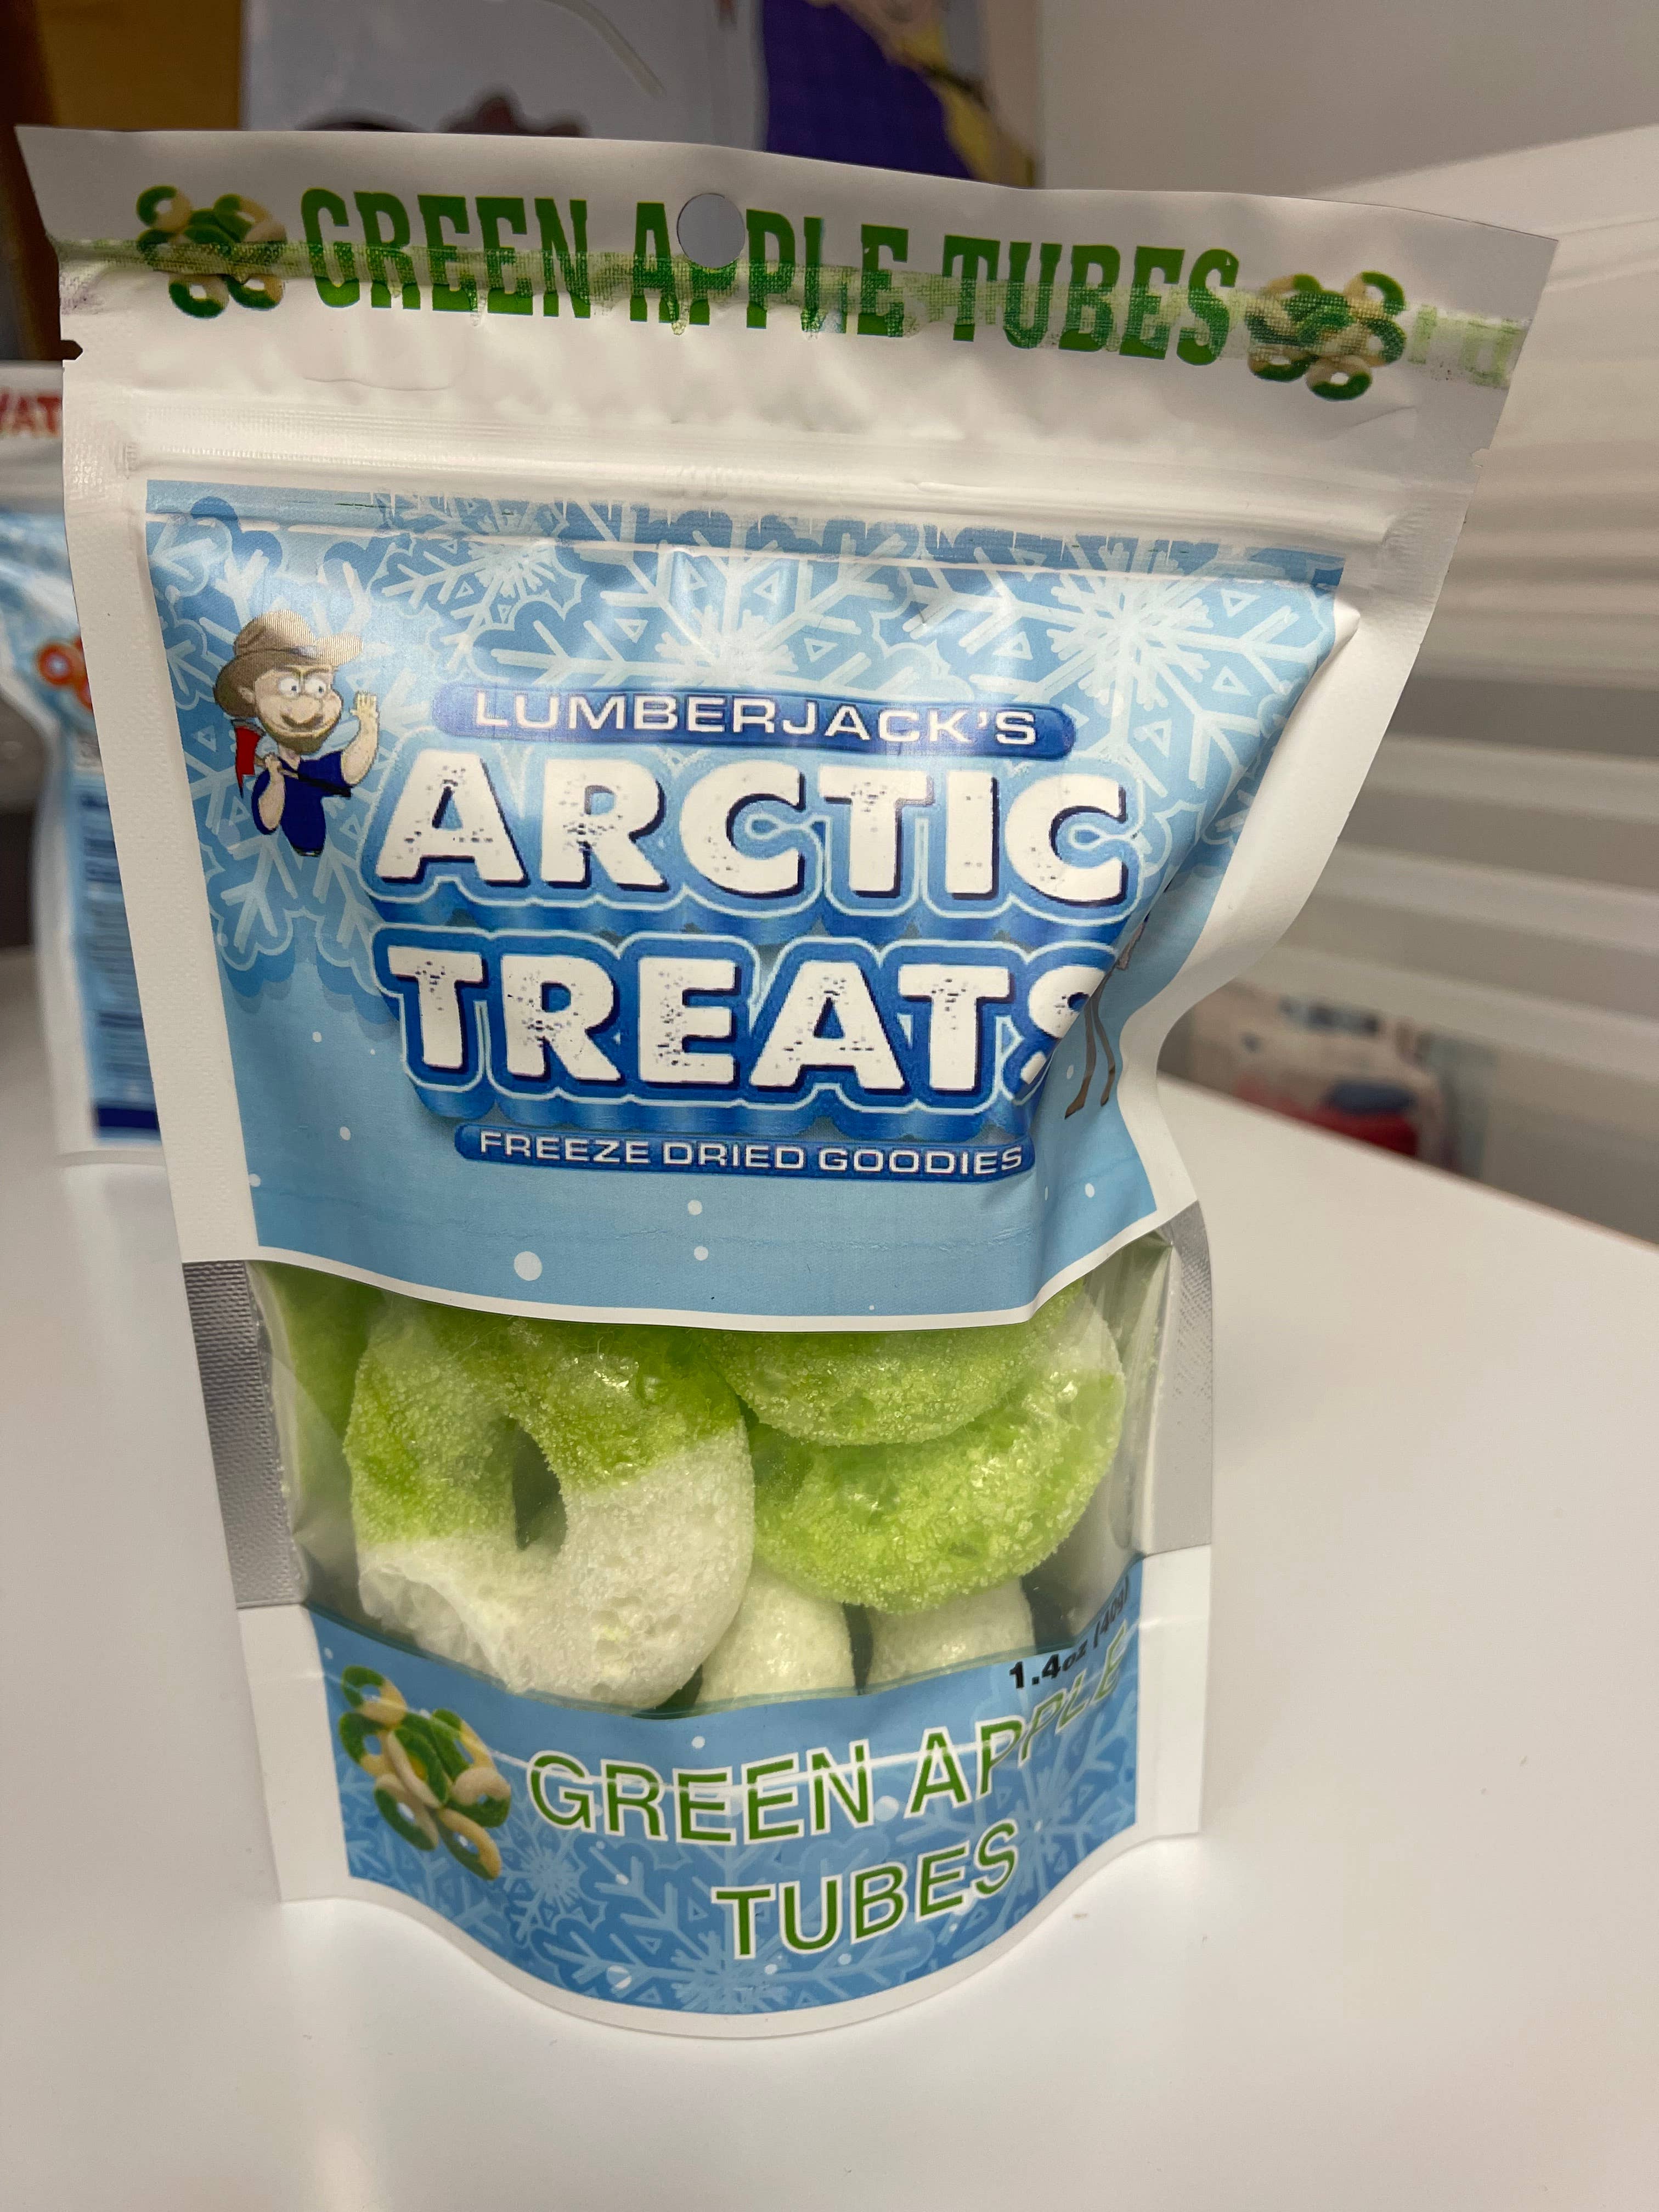 GREEN APPLE TUBES
LUMBERJACK'S
ARCTIC
TREATS
FREEZE DRIED GOODIES
1.4oz (40g)
GREEN APPLE
TUBES